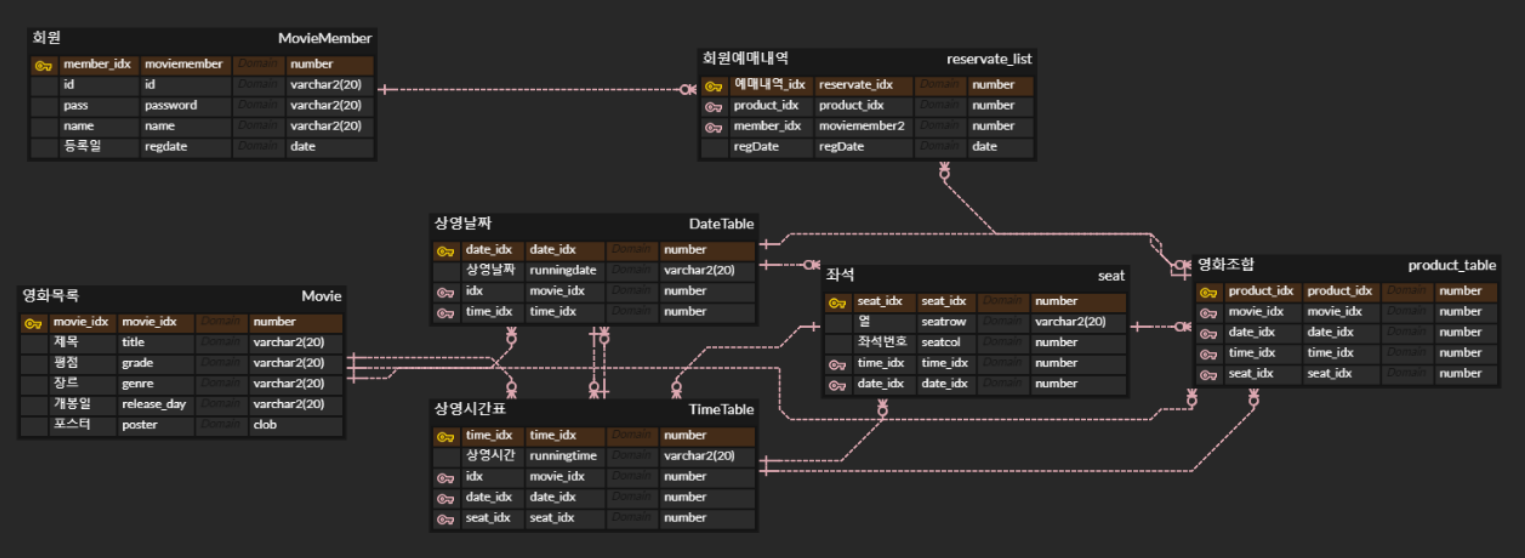 회원 MovieMember
member_idx moviemember Domain number
id id Domain varchar2(20)
pass password Domain varchar2(20)
name name Domain varchar2(20)
등록일 regdate Domain date
회원예매내역 reservate_list
예매내역_idx reservate_idx Domain number
product_idx product_idx Domain number
member_idx moviemember2 Domain number
regDate regDate Domain date
상영날짜 DateTable
date_idx date_idx Domain number
상영날짜 runningdate Domain varchar2(20)
idx movie_idx Domain number
time_idx time_idx Domain number
좌석 seat
seat_idx seat_idx Domain number
열 seatrow Domain varchar2(20)
좌석번호 seatcol Domain number
time_idx time_idx Domain number
date_idx date_idx Domain number
영화조합 product_table
product_idx product_idx Domain number
movie_idx movie_idx Domain number
date_idx date_idx Domain number
time_idx time_idx Domain number
seat_idx seat_idx Domain number
영화목록 Movie
movie_idx movie_idx Domain number
제목 title Domain varchar2(20)
평점 grade Domain varchar2(20)
장르 genre Domain varchar2(20)
개봉일 release_day Domain varchar2(20)
포스터 poster Domain clob
상영시간표 TimeTable
time_idx time_idx Domain number
상영시간 runningtime Domain varchar2(20)
idx movie_idx Domain number
date_idx date_idx Domain number
seat_idx seat_idx Domain number